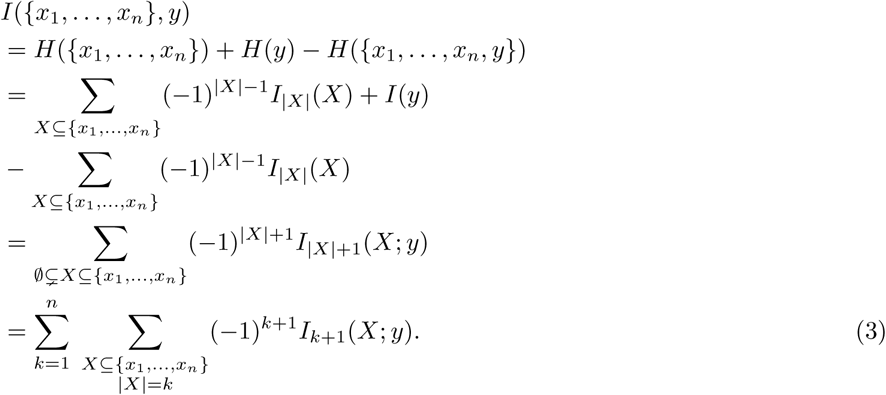 I({x_1, . . . , x_n}, y)
= H({x_1, . . . , x_n}) + H(y) − H({x_1, . . . , x_n, y})
= ∑_{X⊆{x_1,...,x_n}} (−1)^{|X|−1} I_{|X|}(X) + I(y)
− ∑_{X⊆{x_1,...,x_n}} (−1)^{|X|−1} I_{|X|}(X)
= ∑_{∅⊊X⊆{x_1,...,x_n}} (−1)^{|X|+1} I_{|X|+1}(X; y)
= ∑_{k=1}^{n} ∑_{X⊆{x_1,...,x_n} |X|=k} (−1)^{k+1} I_{k+1}(X; y). (3)